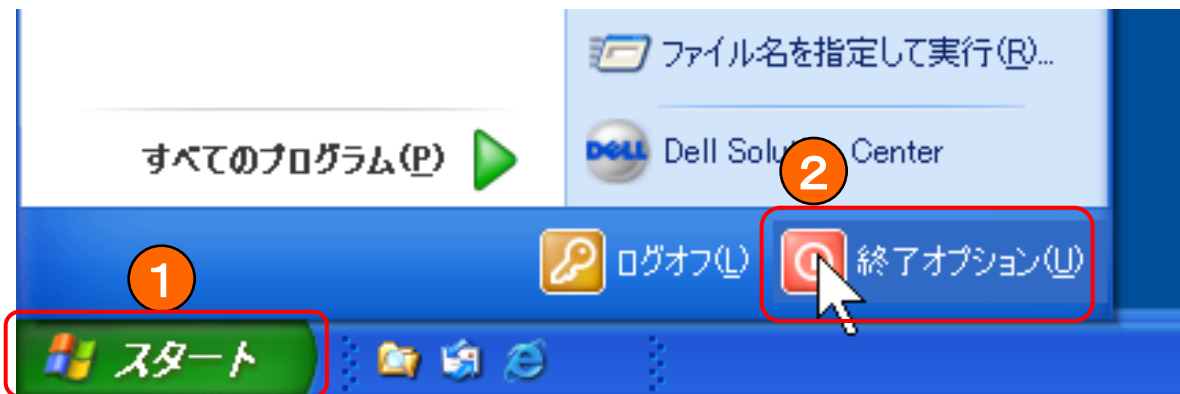 ファイル名を指定して実行(R)...
すべてのプログラム(P)
DELL Dell Solu Center
2
ログオフ(L)
終了オプション(U)
1
スタート